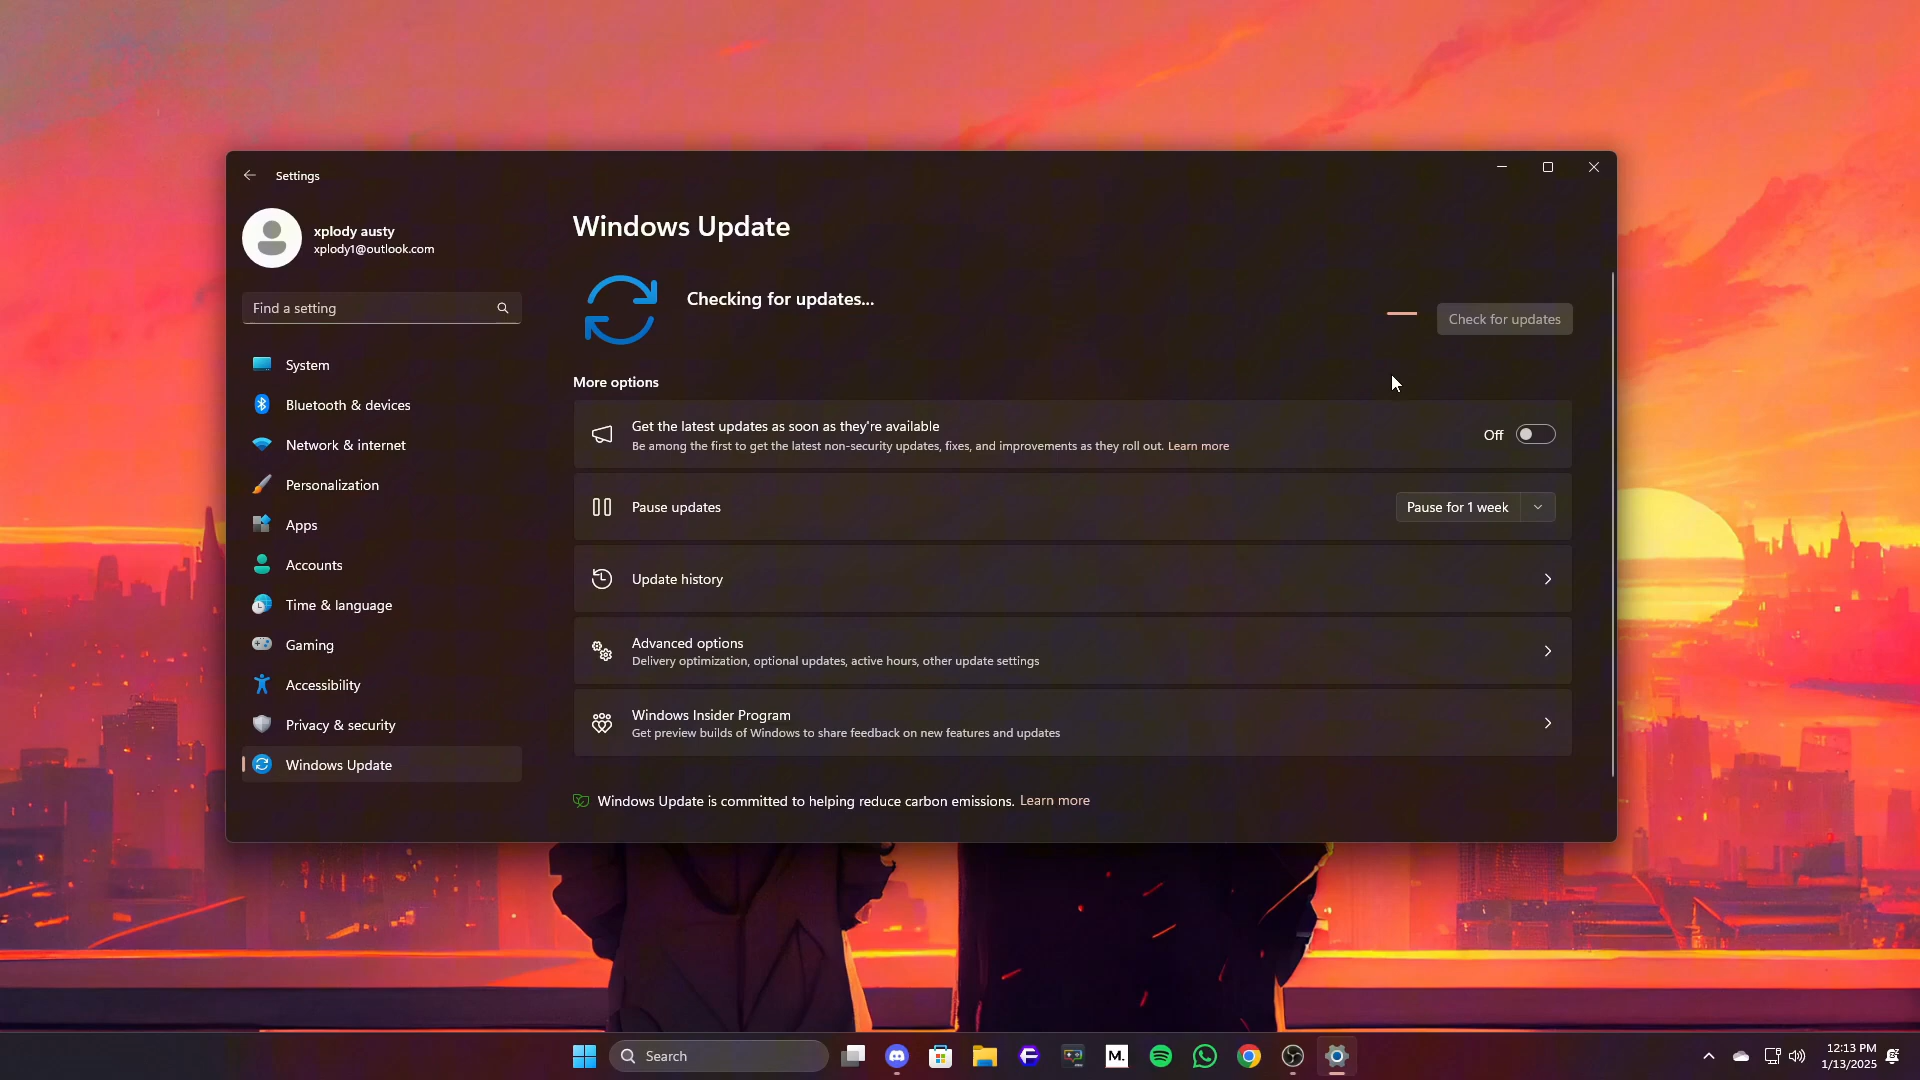 Settings
xplody austy
xplody1@outlook.com
Find a setting
System
Bluetooth & devices
Network & internet
Personalization
Apps
Accounts
Time & language
Gaming
Accessibility
Privacy & security
Windows Update
Windows Update
Checking for updates...
Check for updates
More options
Get the latest updates as soon as they're available
Be among the first to get the latest non-security updates, fixes, and improvements as they roll out. Learn more
Off
Pause updates
Pause for 1 week
Update history
Advanced options
Delivery optimization, optional updates, active hours, other update settings
Windows Insider Program
Get preview builds of Windows to share feedback on new features and updates
Windows Update is committed to helping reduce carbon emissions. Learn more
Search
M.
12:13 PM
1/13/2025